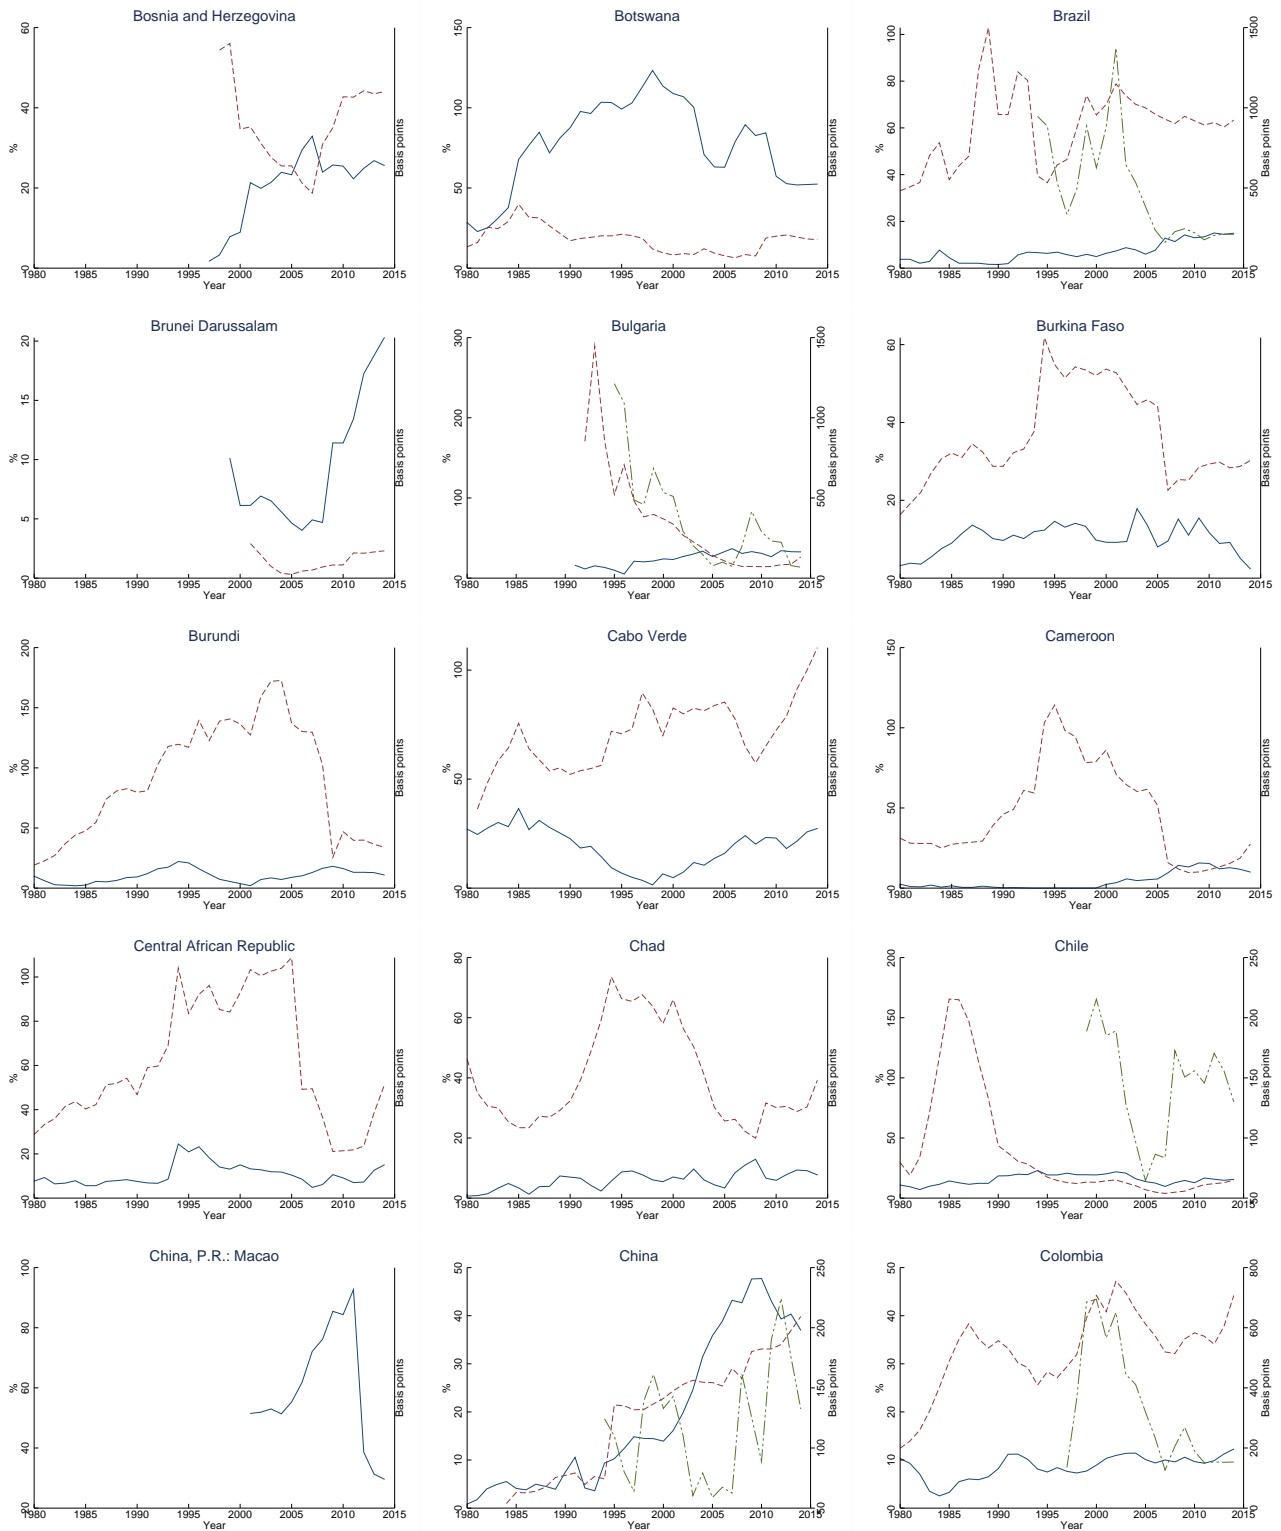 Bosnia and Herzegovina
%
0
20
40
60
Basis points
1980 1985 1990 1995 2000 2005 2010 2015
Year
Botswana
%
0
50
100
150
Basis points
1980 1985 1990 1995 2000 2005 2010 2015
Year
Brazil
%
0
20
40
60
80
100
0
500
1000
1500
Basis points
1980 1985 1990 1995 2000 2005 2010 2015
Year
Brunei Darussalam
%
0
5
10
15
20
Basis points
1980 1985 1990 1995 2000 2005 2010 2015
Year
Bulgaria
%
0
100
200
300
0
500
1000
1500
Basis points
1980 1985 1990 1995 2000 2005 2010 2015
Year
Burkina Faso
%
0
20
40
60
Basis points
1980 1985 1990 1995 2000 2005 2010 2015
Year
Burundi
%
0
50
100
150
200
Basis points
1980 1985 1990 1995 2000 2005 2010 2015
Year
Cabo Verde
%
0
50
100
Basis points
1980 1985 1990 1995 2000 2005 2010 2015
Year
Cameroon
%
0
50
100
150
Basis points
1980 1985 1990 1995 2000 2005 2010 2015
Year
Central African Republic
%
0
20
40
60
80
100
Basis points
1980 1985 1990 1995 2000 2005 2010 2015
Year
Chad
%
0
20
40
60
80
Basis points
1980 1985 1990 1995 2000 2005 2010 2015
Year
Chile
%
0
50
100
150
200
50
100
150
200
250
Basis points
1980 1985 1990 1995 2000 2005 2010 2015
Year
China, P.R.: Macao
%
20
40
60
80
100
Basis points
1980 1985 1990 1995 2000 2005 2010 2015
Year
China
%
0
10
20
30
40
50
50
100
150
200
250
Basis points
1980 1985 1990 1995 2000 2005 2010 2015
Year
Colombia
%
0
10
20
30
40
50
0
200
400
600
800
Basis points
1980 1985 1990 1995 2000 2005 2010 2015
Year